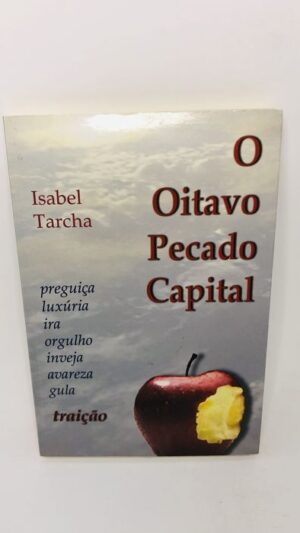 O
Oitavo
Pecado
Capital
Isabel
Tarcha
preguiça
luxúria
ira
orgulho
inveja
avareza
gula
traição